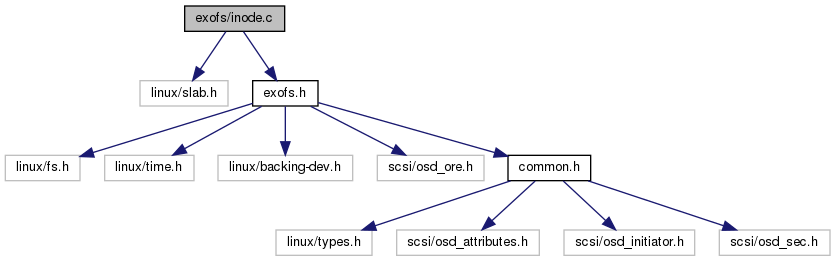 exofs/inode.c
linux/slab.h
exofs.h
linux/fs.h
linux/time.h
linux/backing-dev.h
scsi/osd_ore.h
common.h
linux/types.h
scsi/osd_attributes.h
scsi/osd_initiator.h
scsi/osd_sec.h